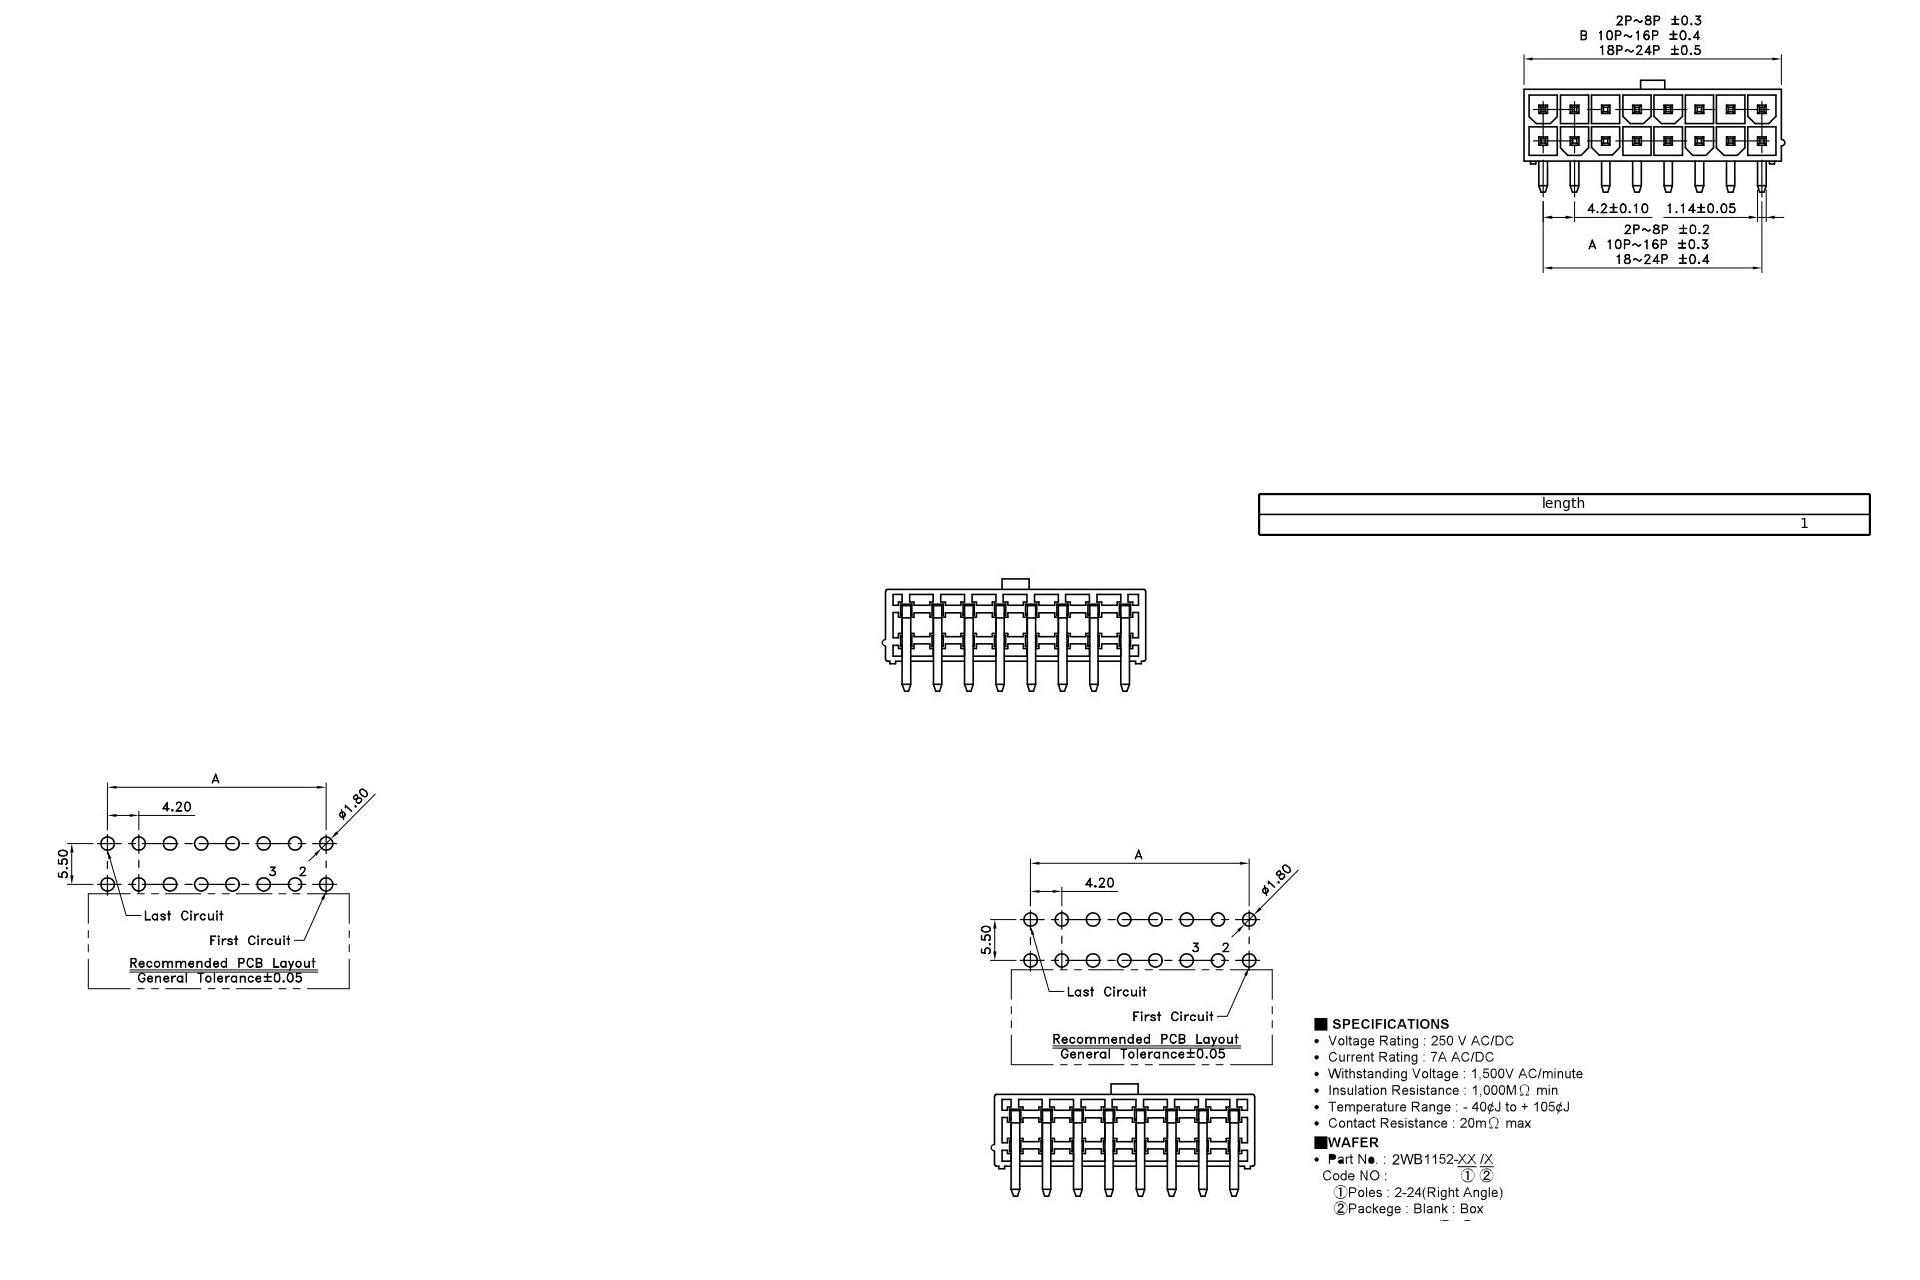 2P~8P ±0.3
B 10P~16P ±0.4
18P~24P ±0.5
4.2±0.10 1.14±0.05
2P~8P ±0.2
A 10P~16P ±0.3
18~24P ±0.4
length
1
A
4.20
ø1.80
5.50
3 2
Last Circuit
First Circuit
Recommended PCB Layout
General Tolerance±0.05
A
4.20
ø1.80
5.50
3 2
Last Circuit
First Circuit
Recommended PCB Layout
General Tolerance±0.05
■ SPECIFICATIONS
• Voltage Rating : 250 V AC/DC
• Current Rating : 7A AC/DC
• Withstanding Voltage : 1,500V AC/minute
• Insulation Resistance : 1,000MΩ min
• Temperature Range : - 40¢J to + 105¢J
• Contact Resistance : 20mΩ max
■WAFER
• Part No. : 2WB1152-XX /X
Code NO : ① ②
①Poles : 2-24(Right Angle)
②Packege : Blank : Box